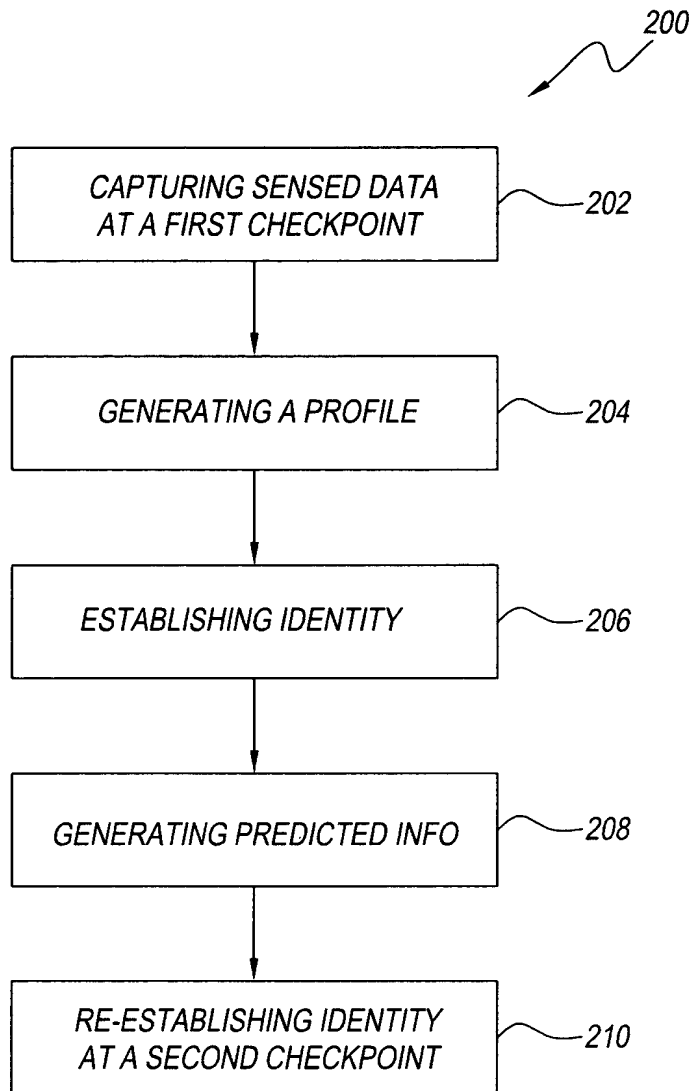 200
CAPTURING SENSED DATA
AT A FIRST CHECKPOINT
202
GENERATING A PROFILE
204
ESTABLISHING IDENTITY
206
GENERATING PREDICTED INFO
208
RE-ESTABLISHING IDENTITY
AT A SECOND CHECKPOINT
210